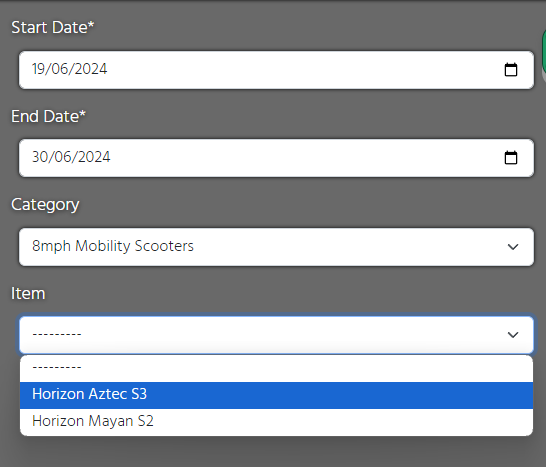 Start Date*
19/06/2024
End Date*
30/06/2024
Category
8mph Mobility Scooters
Item
---------
---------
Horizon Aztec S3
Horizon Mayan S2